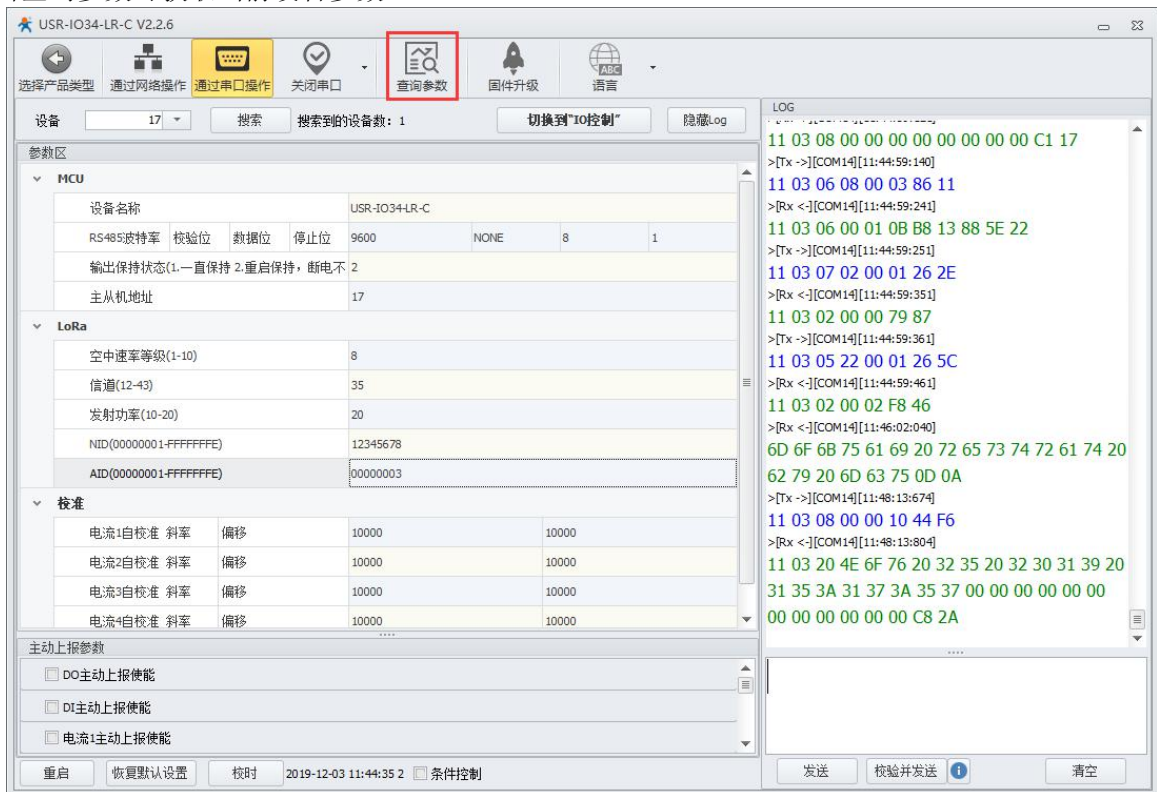 USR-IO34-LR-C V2.2.6
选择产品类型 通过网络操作 通过串口操作 关闭串口 查询参数 固件升级 语言
设备 17 搜索 搜索到的设备数: 1 切换到"IO控制" 隐藏Log
LOG
参数区
MCU
设备名称 USR-IO34-LR-C
RS485波特率 校验位 数据位 停止位 9600 NONE 8 1
输出保持状态(1.一直保持 2.重启保持，断电不 2
主从机地址 17
LoRa
空中速率等级(1-10) 8
信道(12-43) 35
发射功率(10-20) 20
NID(00000001-FFFFFFFE) 12345678
AID(00000001-FFFFFFFE) 00000003
校准
电流1自校准 斜率 偏移 10000 10000
电流2自校准 斜率 偏移 10000 10000
电流3自校准 斜率 偏移 10000 10000
电流4自校准 斜率 偏移 10000 10000
主动上报参数
DO主动上报使能
DI主动上报使能
电流1主动上报使能
重启 恢复默认设置 校时 2019-12-03 11:44:35 2 条件控制
11 03 08 00 00 00 00 00 00 00 00 C1 17
>[Tx ->][COM14][11:44:59:140]
11 03 06 08 00 03 86 11
>[Rx <-][COM14][11:44:59:241]
11 03 06 00 01 0B B8 13 88 5E 22
>[Tx ->][COM14][11:44:59:251]
11 03 07 02 00 01 26 2E
>[Rx <-][COM14][11:44:59:351]
11 03 02 00 00 79 87
>[Tx ->][COM14][11:44:59:361]
11 03 05 22 00 01 26 5C
>[Rx <-][COM14][11:44:59:461]
11 03 02 00 02 F8 46
>[Rx <-][COM14][11:46:02:040]
6D 6F 6B 75 61 69 20 72 65 73 74 72 61 74 20
62 79 20 6D 63 75 0D 0A
>[Tx ->][COM14][11:48:13:674]
11 03 08 00 00 10 44 F6
>[Rx <-][COM14][11:48:13:804]
11 03 20 4E 6F 76 20 32 35 20 32 30 31 39 20
31 35 3A 31 37 3A 35 37 00 00 00 00 00 00
00 00 00 00 00 00 C8 2A
发送 校验并发送 清空